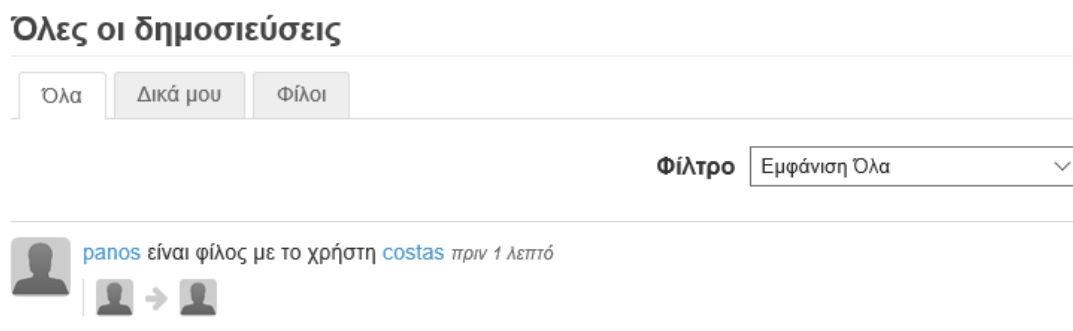 Όλες οι δημοσιεύσεις
Όλα Δικά μου Φίλοι
Φίλτρο Εμφάνιση Όλα
panos είναι φίλος με το χρήστη costas πριν 1 λεπτό